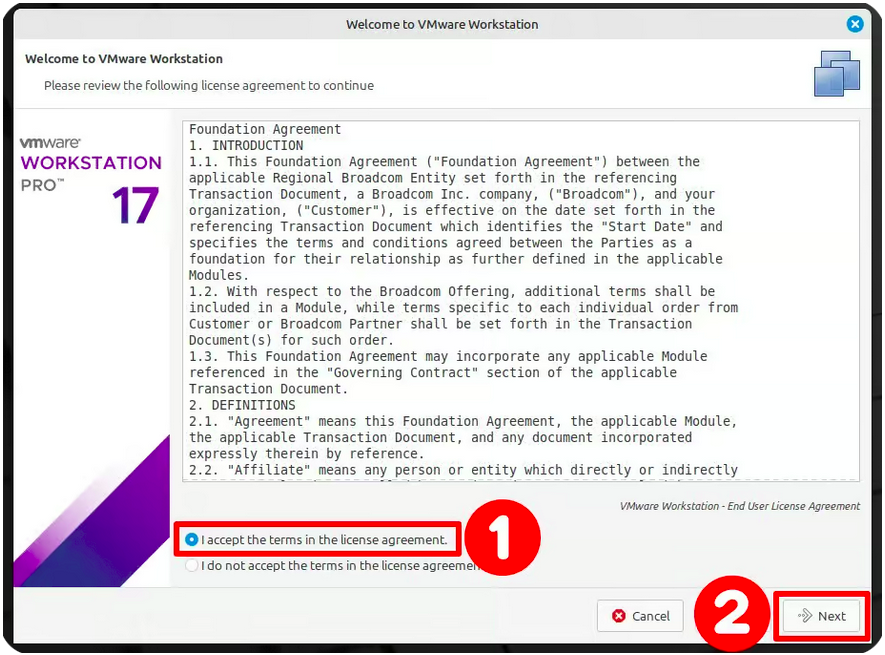 Welcome to VMware Workstation
Welcome to VMware Workstation
Please review the following license agreement to continue
vmware
WORKSTATION
PRO™
17
Foundation Agreement
1. INTRODUCTION
1.1. This Foundation Agreement ("Foundation Agreement") between the
applicable Regional Broadcom Entity set forth in the referencing
Transaction Document, a Broadcom Inc. company, ("Broadcom"), and your
organization, ("Customer"), is effective on the date set forth in the
referencing Transaction Document which identifies the "Start Date" and
specifies the terms and conditions agreed between the Parties as a
foundation for their relationship as further defined in the applicable
Modules.
1.2. With respect to the Broadcom Offering, additional terms shall be
included in a Module, while terms specific to each individual order from
Customer or Broadcom Partner shall be set forth in the Transaction
Document(s) for such order.
1.3. This Foundation Agreement may incorporate any applicable Module
referenced in the "Governing Contract" section of the applicable
Transaction Document.
2. DEFINITIONS
2.1. "Agreement" means this Foundation Agreement, the applicable Module,
the applicable Transaction Document, and any document incorporated
expressly therein by reference.
2.2. "Affiliate" means any person or entity which directly or indirectly
VMware Workstation - End User License Agreement
I accept the terms in the license agreement.
1
I do not accept the terms in the license agreemen
Cancel
2
Next